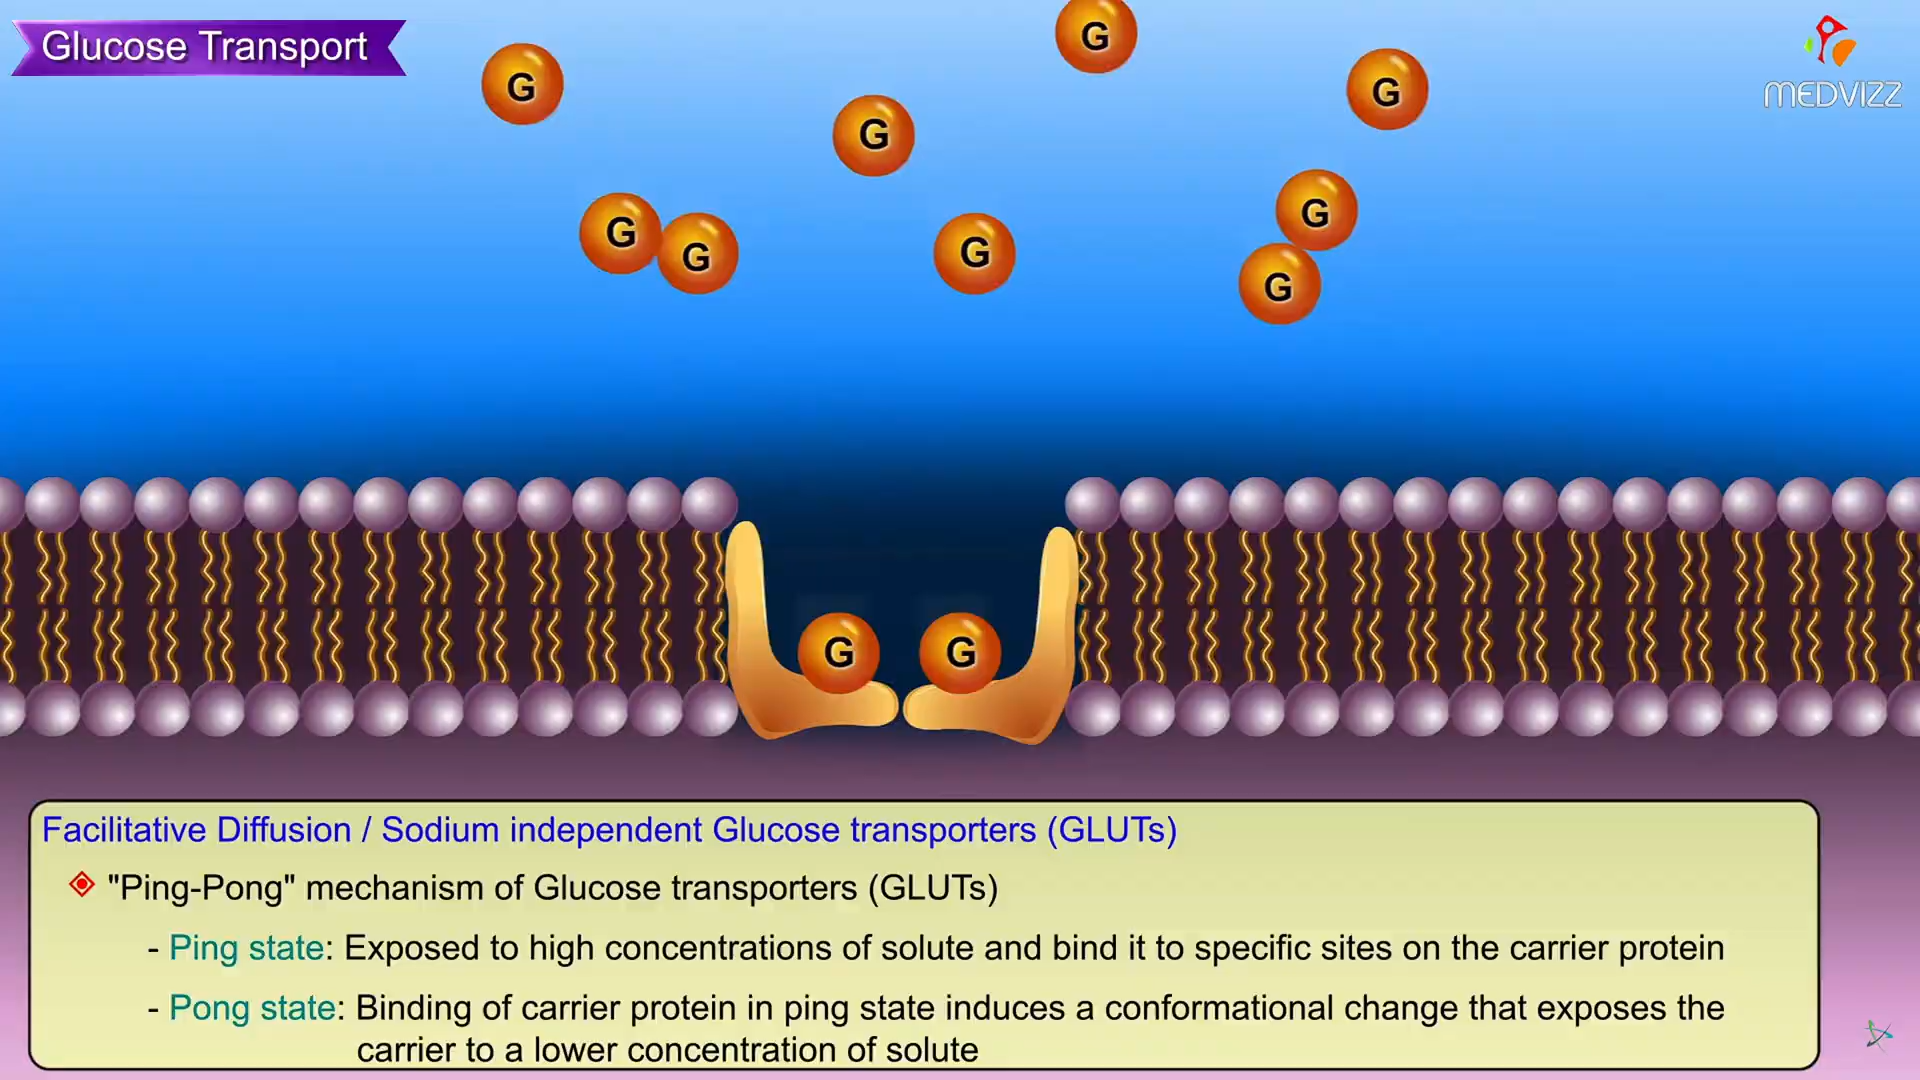 Glucose Transport
MEDVIZZ
G
G
G
G
G
G
G
G
G
G
G
Facilitative Diffusion / Sodium independent Glucose transporters (GLUTs)
"Ping-Pong" mechanism of Glucose transporters (GLUTs)
- Ping state: Exposed to high concentrations of solute and bind it to specific sites on the carrier protein
- Pong state: Binding of carrier protein in ping state induces a conformational change that exposes the
carrier to a lower concentration of solute